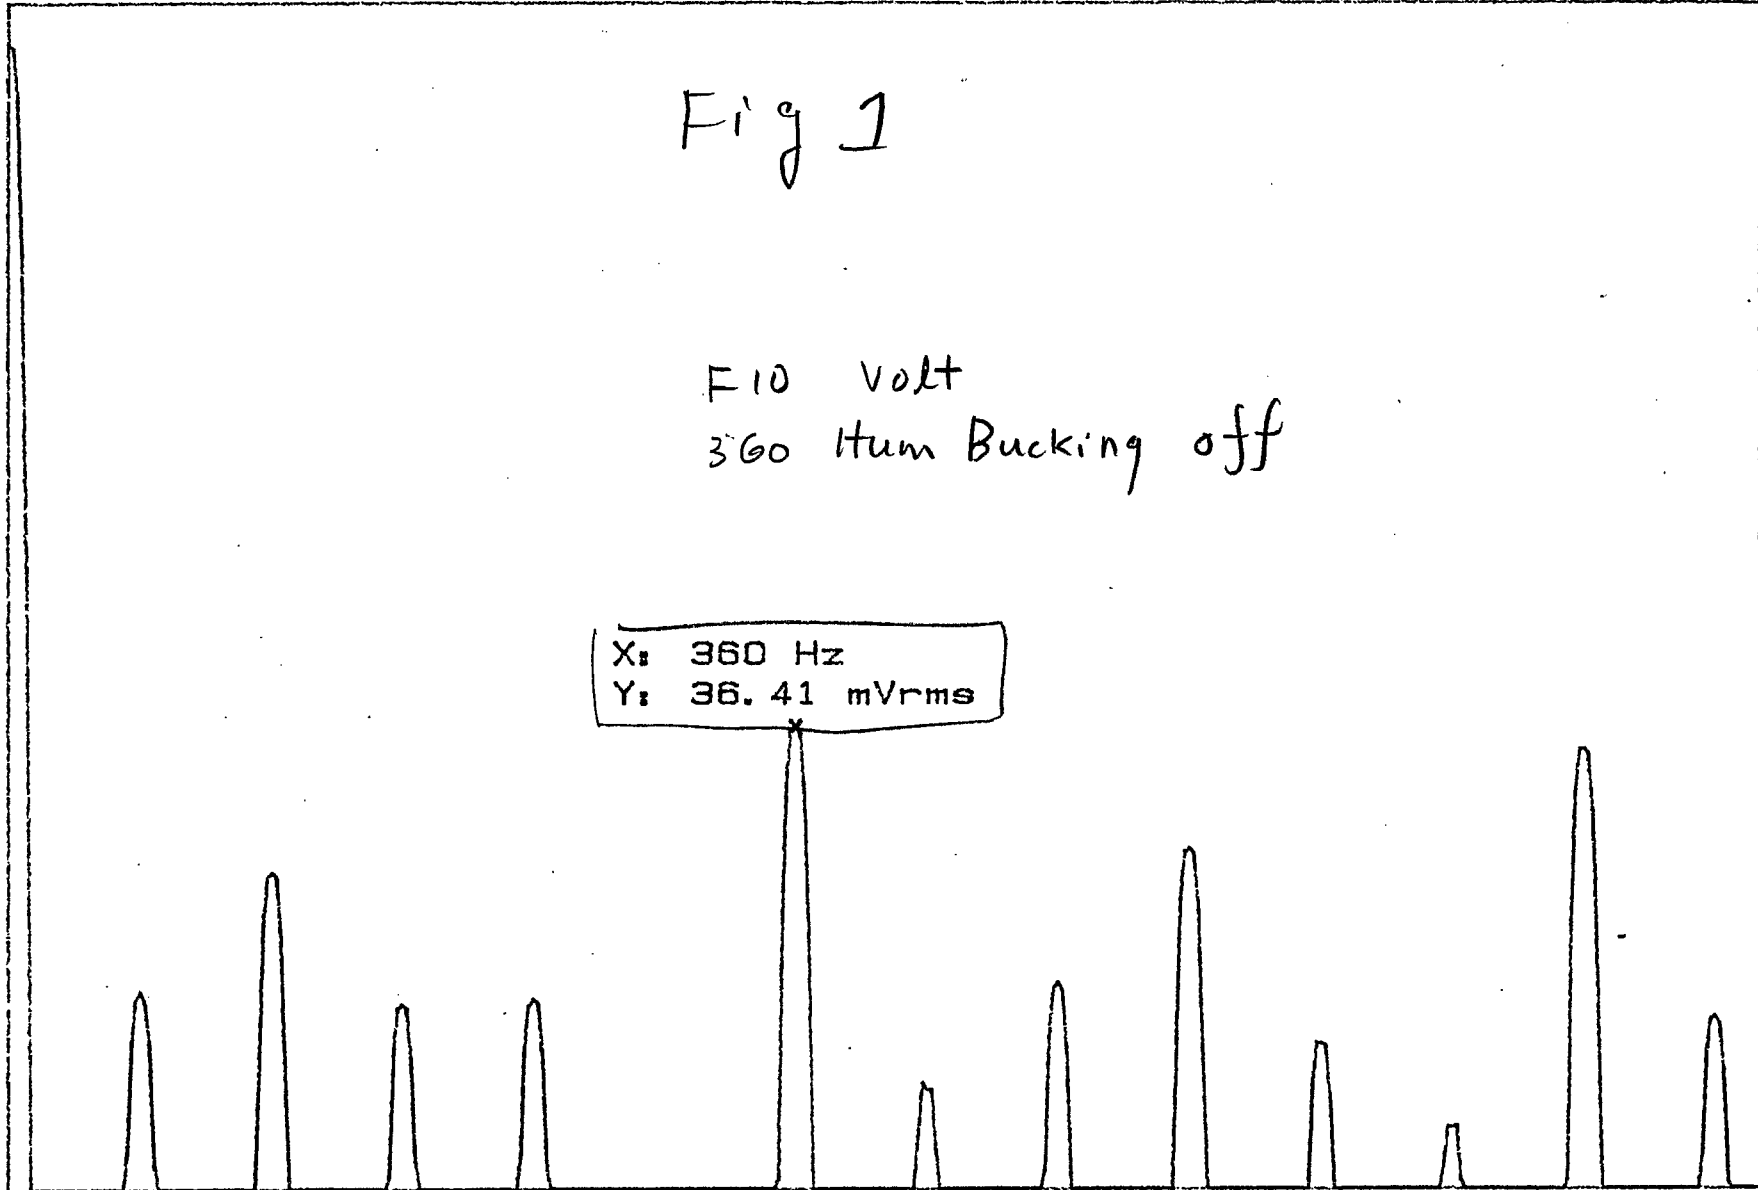 Fig 1
F10 Volt
360 Hum Bucking off
X: 360 Hz
Y: 36.41 mVrms